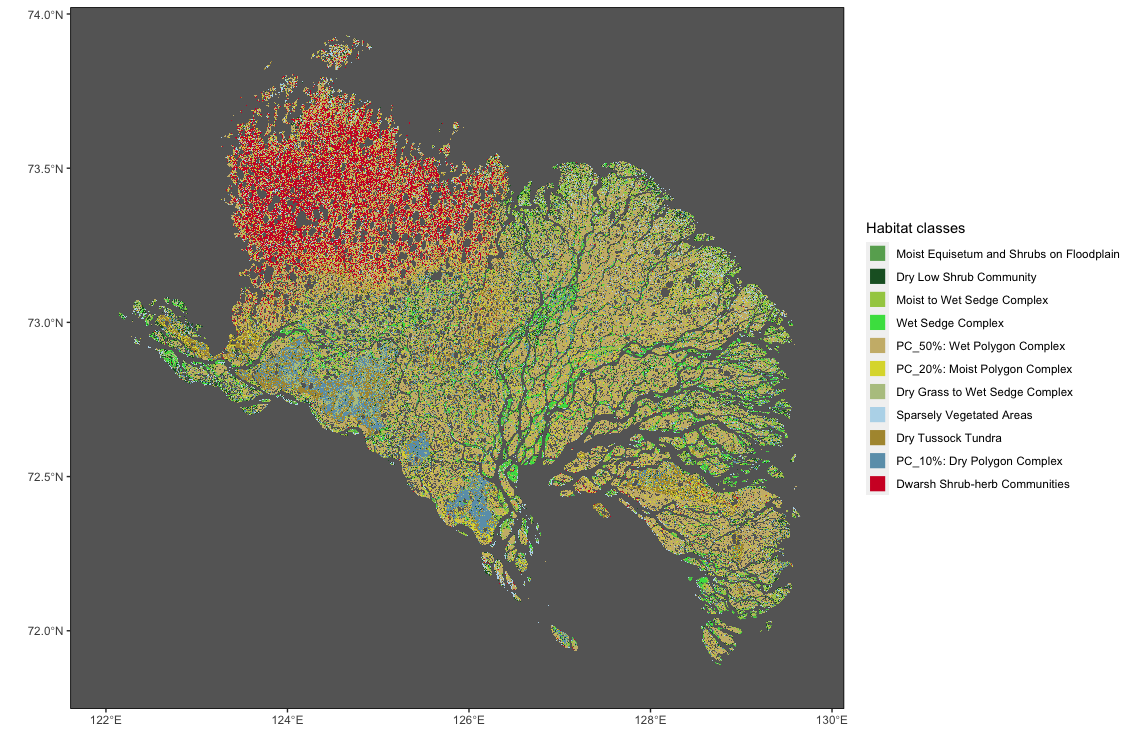 74.0°N
73.5°N
73.0°N
72.5°N
72.0°N
122°E
124°E
126°E
128°E
130°E
Habitat classes
Moist Equisetum and Shrubs on Floodplain
Dry Low Shrub Community
Moist to Wet Sedge Complex
Wet Sedge Complex
PC_50%: Wet Polygon Complex
PC_20%: Moist Polygon Complex
Dry Grass to Wet Sedge Complex
Sparsely Vegetated Areas
Dry Tussock Tundra
PC_10%: Dry Polygon Complex
Dwarsh Shrub-herb Communities